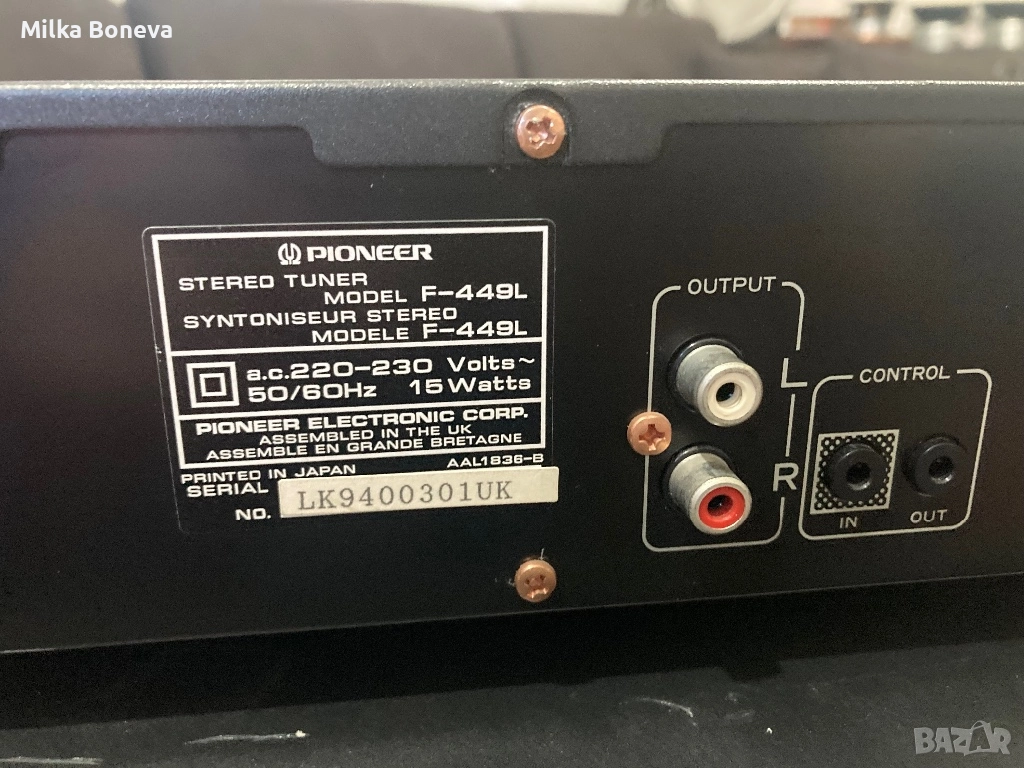 Milka Boneva
PIONEER
STEREO TUNER
MODEL F-449L
SYNTONISEUR STEREO
MODELE F-449L
a.c.220-230 Volts~
50/60Hz 15Watts
PIONEER ELECTRONIC CORP.
ASSEMBLED IN THE UK
ASSEMBLE EN GRANDE BRETAGNE
PRINTED IN JAPAN AAL1836-B
SERIAL
NO. LK9400301UK
OUTPUT
L
R
CONTROL
IN OUT
BAZAR